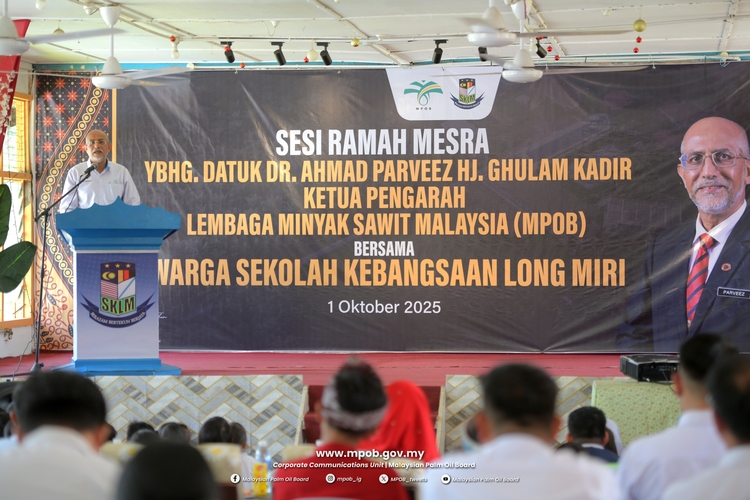 MPOB
SKLM
SESI RAMAH MESRA
YBHG. DATUK DR. AHMAD PARVEEZ HJ. GHULAM KADIR
KETUA PENGARAH
LEMBAGA MINYAK SAWIT MALAYSIA (MPOB)
BERSAMA
WARGA SEKOLAH KEBANGSAAN LONG MIRI
1 Oktober 2025
PARVEEZ
SKLM
www.mpob.gov.my
Corporate Communications Unit | Malaysian Palm Oil Board
Malaysian Palm Oil Board
mpob_ig
MPOB_tweets
Malaysian Palm Oil Board